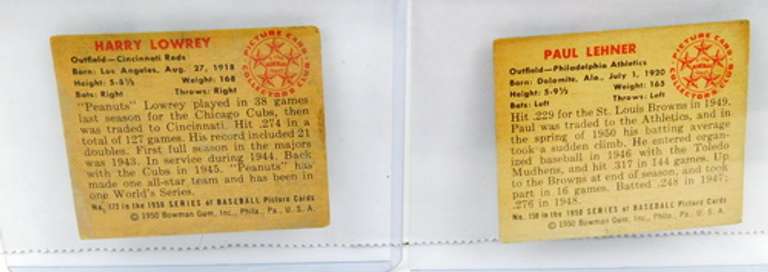 HARRY LOWREY
Outfield—Cincinnati Reds
Born: Los Angeles, Aug. 27, 1918
Height: 5-8½ Weight: 168
Bats: Right Throws: Right
"Peanuts" Lowrey played in 38 games
last season for the Chicago Cubs, then
was traded to Cincinnati. Hit .274 in a
total of 127 games. His record included 21
doubles. First full season in the majors
was 1943. In service during 1944. Back
with the Cubs in 1945. "Peanuts" has
made one all-star team and has been in
one World's Series.
No. 172 in the 1950 SERIES of BASEBALL Picture Cards
© 1950 Bowman Gum, Inc., Phila., Pa., U. S. A.
PICTURE CARD
COLLECTORS CLUB
PAUL LEHNER
Outfield—Philadelphia Athletics
Born: Dolomite, Ala., July 1, 1920
Height: 5-9½ Weight: 165
Bats: Left Throws: Left
Hit .229 for the St. Louis Browns in 1949.
Paul was traded to the Athletics, and in
the spring of 1950 his batting average
took a sudden climb. He entered organ-
ized baseball in 1946 with the Toledo
Mudhens, and hit .317 in 144 games. Up
to the Browns at end of season, and took
part in 16 games. Batted .248 in 1947;
.276 in 1948.
No. 158 in the 1950 SERIES of BASEBALL Picture Cards
© 1950 Bowman Gum, Inc., Phila., Pa., U. S. A.
PICTURE CARD
COLLECTORS CLUB